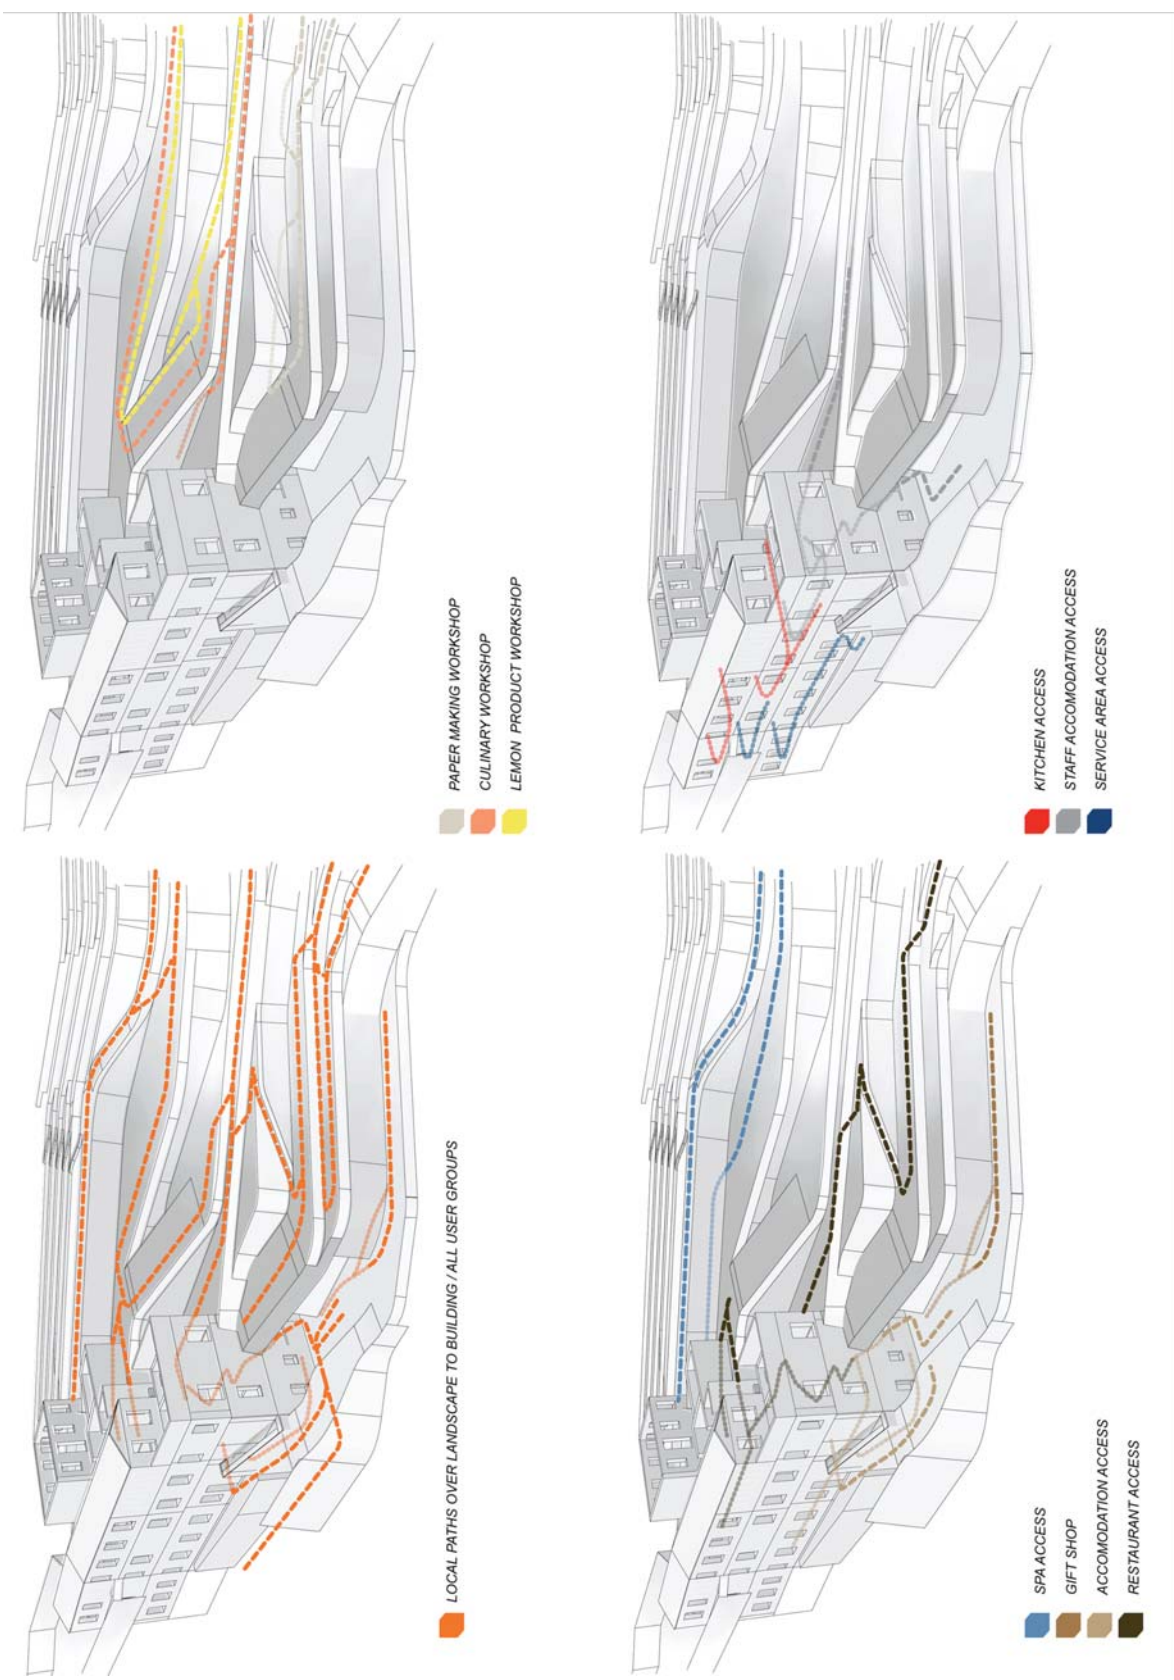 LOCAL PATHS OVER LANDSCAPE TO BUILDING / ALL USER GROUPS
PAPER MAKING WORKSHOP
CULINARY WORKSHOP
LEMON PRODUCT WORKSHOP
SPA ACCESS
GIFT SHOP
ACCOMODATION ACCESS
RESTAURANT ACCESS
KITCHEN ACCESS
STAFF ACCOMODATION ACCESS
SERVICE AREA ACCESS